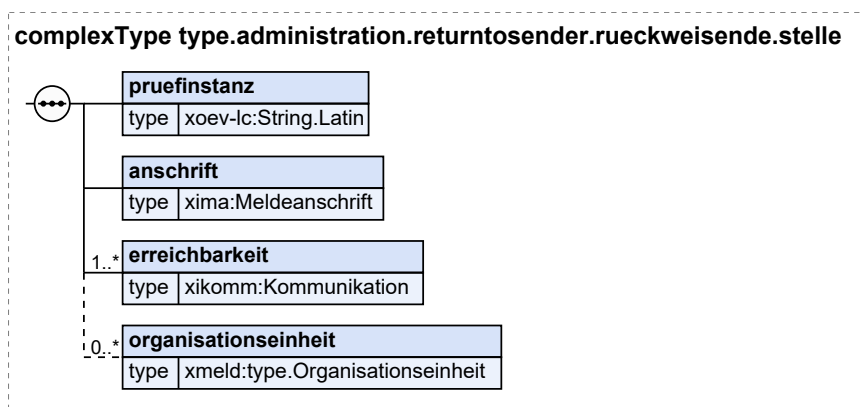 complexType type.administration.returntosender.rueckweisende.stelle
pruefinstanz
type xoev-lc:String.Latin
anschrift
type xima:Meldeanschrift
1..* erreichbarkeit
type xikomm:Kommunikation
0..* organisationseinheit
type xmeld:type.Organisationseinheit